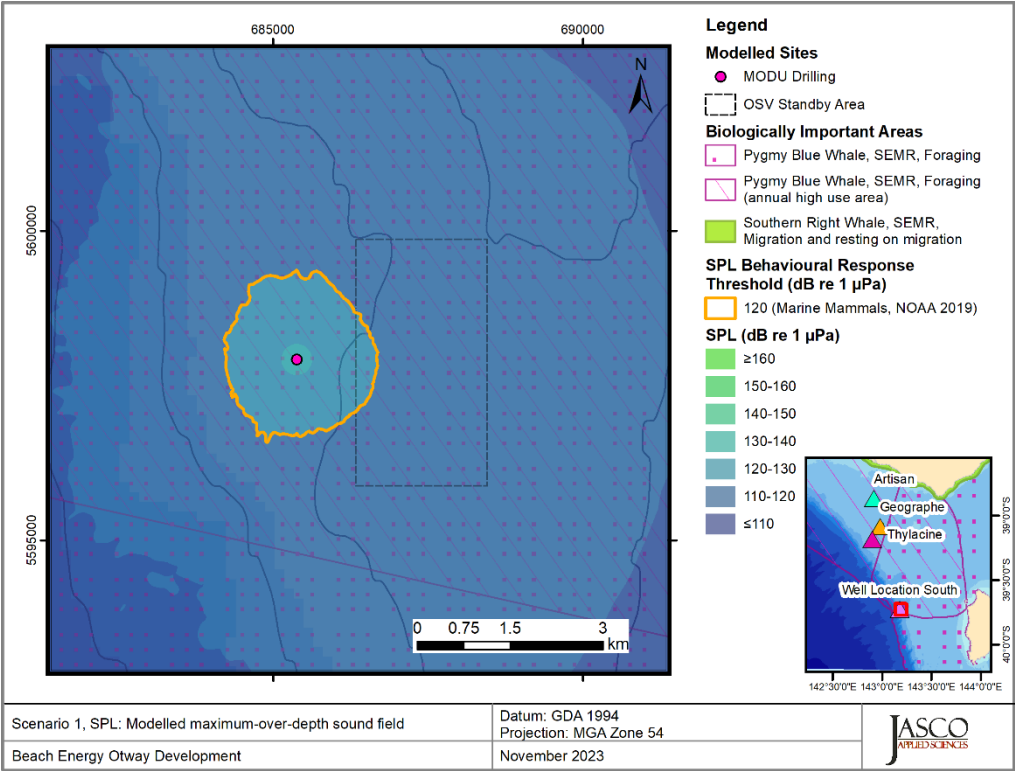 685000
690000
5600000
5595000
N
0 0.75 1.5 3
km
Legend
Modelled Sites
MODU Drilling
OSV Standby Area
Biologically Important Areas
Pygmy Blue Whale, SEMR, Foraging
Pygmy Blue Whale, SEMR, Foraging
(annual high use area)
Southern Right Whale, SEMR,
Migration and resting on migration
SPL Behavioural Response
Threshold (dB re 1 µPa)
120 (Marine Mammals, NOAA 2019)
SPL (dB re 1 µPa)
≥160
150-160
140-150
130-140
120-130
110-120
≤110
Artisan
Geographe
Thylacine
Well Location South
39°0'0"S
39°30'0"S
40°0'0"S
142°30'0"E 143°0'0"E 143°30'0"E 144°0'0"E
Scenario 1, SPL: Modelled maximum-over-depth sound field
Beach Energy Otway Development
Datum: GDA 1994
Projection: MGA Zone 54
November 2023
JASCO
APPLIED SCIENCES